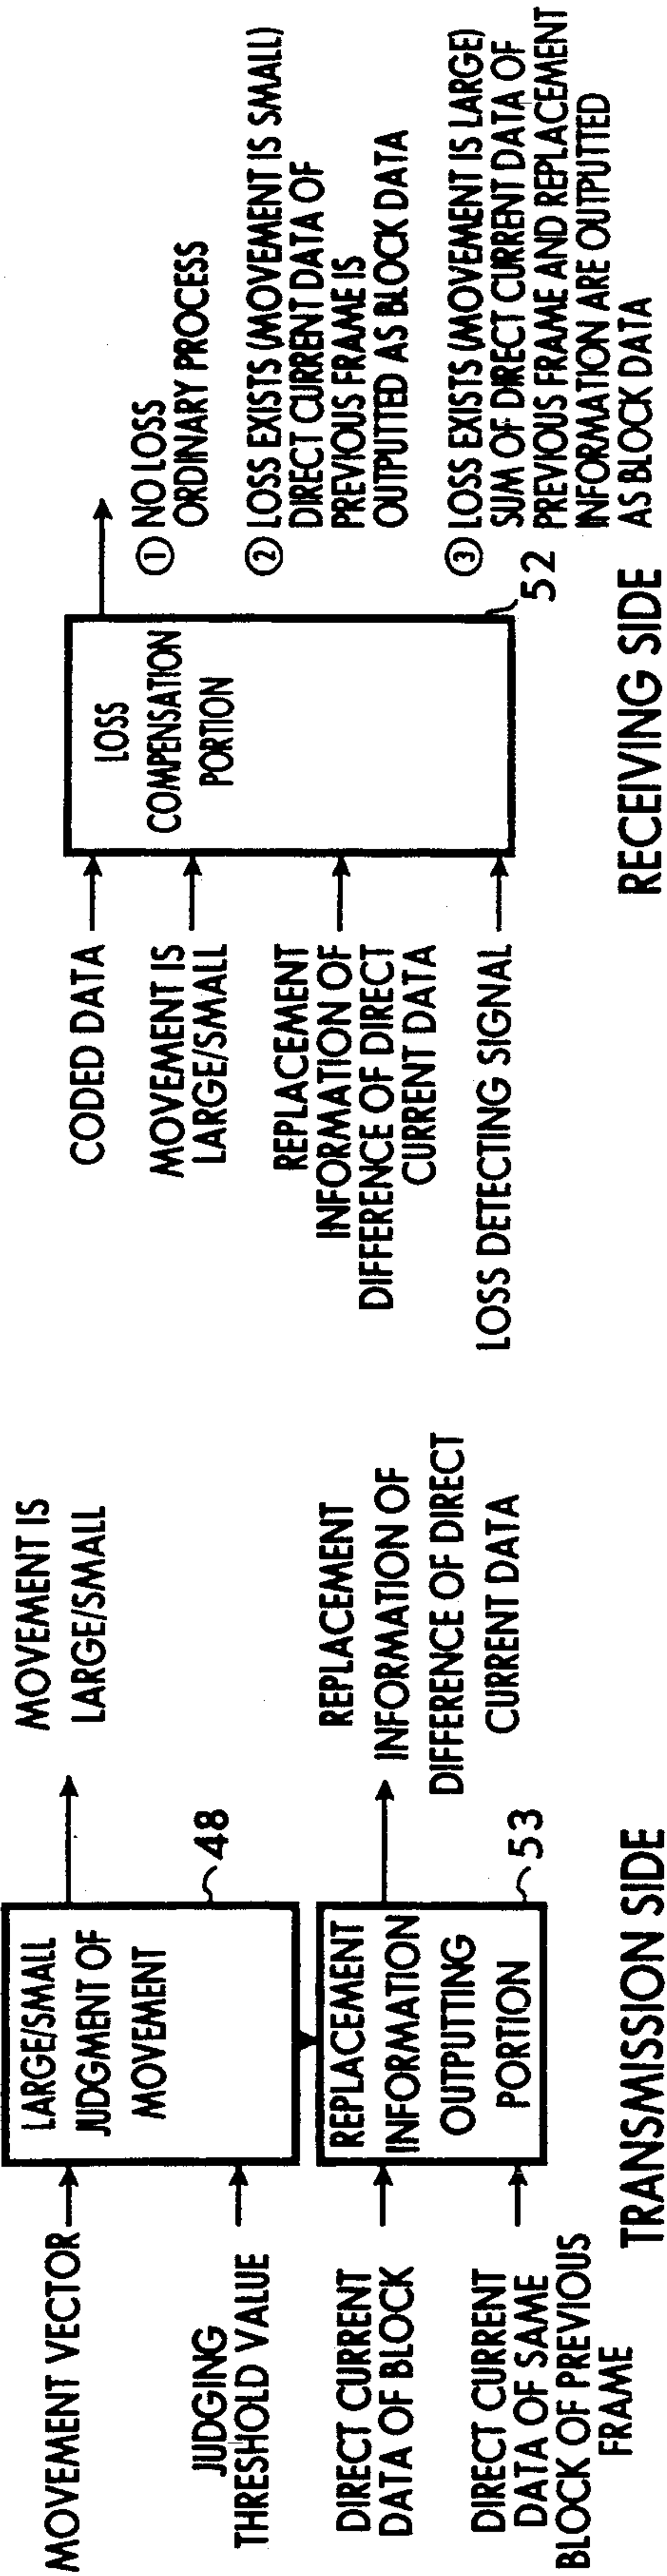 MOVEMENT VECTOR
JUDGING
THRESHOLD VALUE
LARGE/SMALL
JUDGMENT OF
MOVEMENT
48
MOVEMENT IS
LARGE/SMALL
DIRECT CURRENT
DATA OF BLOCK
DIRECT CURRENT
DATA OF SAME
BLOCK OF PREVIOUS
FRAME
REPLACEMENT
INFORMATION
OUTPUTTING
PORTION
53
REPLACEMENT
INFORMATION OF
DIFFERENCE OF DIRECT
CURRENT DATA
TRANSMISSION SIDE
CODED DATA
MOVEMENT IS
LARGE/SMALL
REPLACEMENT
INFORMATION OF
DIFFERENCE OF DIRECT
CURRENT DATA
LOSS DETECTING SIGNAL
LOSS
COMPENSATION
PORTION
52
① NO LOSS
ORDINARY PROCESS
② LOSS EXISTS (MOVEMENT IS SMALL)
DIRECT CURRENT DATA OF
PREVIOUS FRAME IS
OUTPUTTED AS BLOCK DATA
③ LOSS EXISTS (MOVEMENT IS LARGE)
SUM OF DIRECT CURRENT DATA OF
PREVIOUS FRAME AND REPLACEMENT
INFORMATION ARE OUTPUTTED
AS BLOCK DATA
RECEIVING SIDE